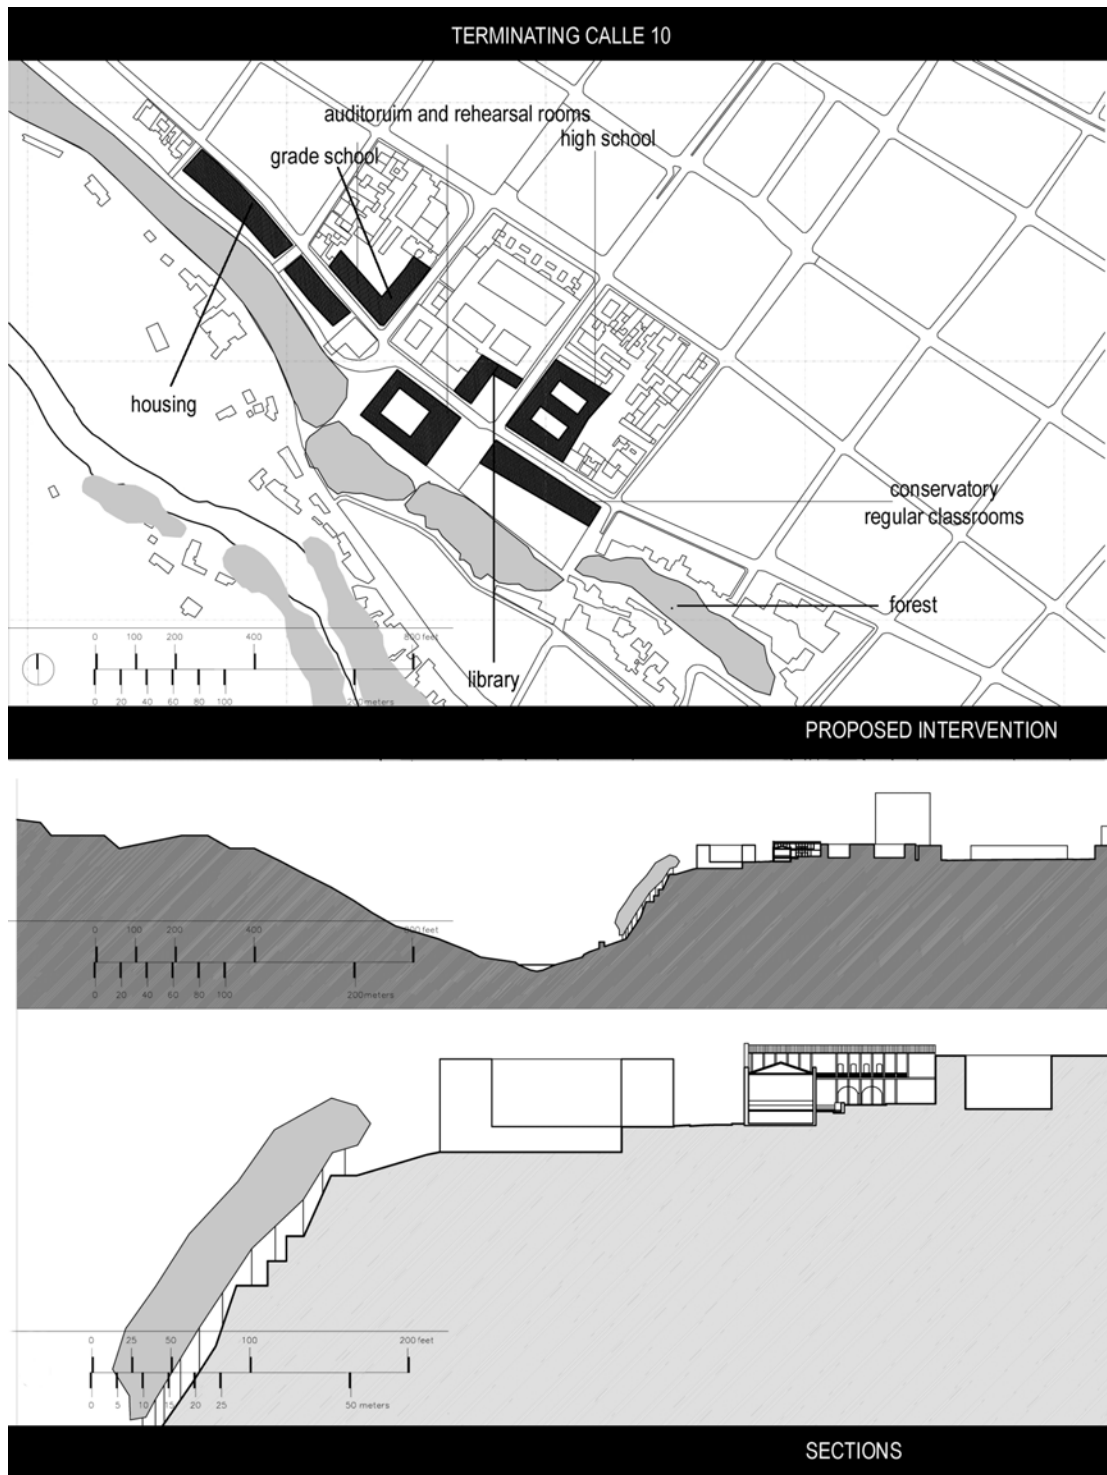 TERMINATING CALLE 10
auditoruim and rehearsal rooms
high school
grade school
housing
conservatory
regular classrooms
forest
library
0 100 200 400 800 feet
0 20 40 60 80 100 200 meters
PROPOSED INTERVENTION
0 100 200 400 800 feet
0 20 40 60 80 100 200 meters
0 25 50 100 200 feet
0 5 10 15 20 25 50 meters
SECTIONS